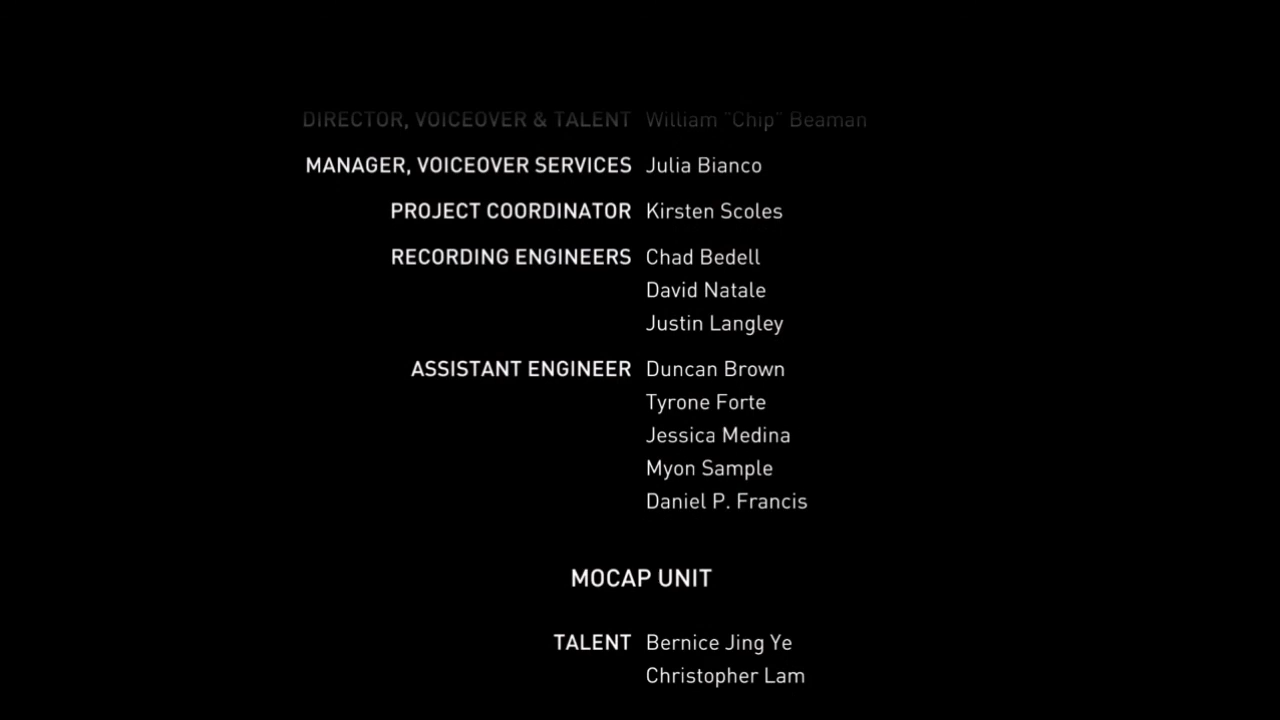 DIRECTOR, VOICEOVER & TALENT William "Chip" Beaman
MANAGER, VOICEOVER SERVICES Julia Bianco
PROJECT COORDINATOR Kirsten Scoles
RECORDING ENGINEERS Chad Bedell
David Natale
Justin Langley
ASSISTANT ENGINEER Duncan Brown
Tyrone Forte
Jessica Medina
Myon Sample
Daniel P. Francis
MOCAP UNIT
TALENT Bernice Jing Ye
Christopher Lam